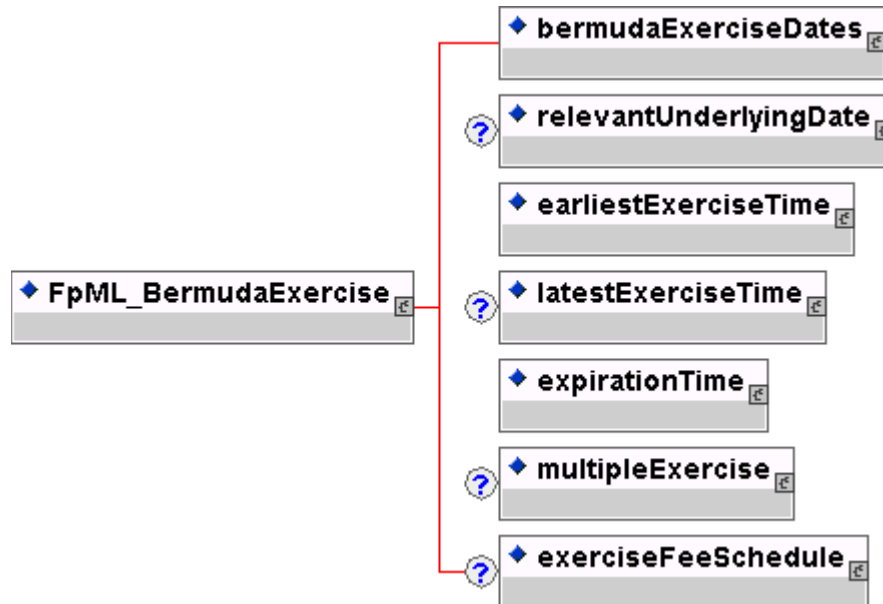 bermudaExerciseDates
? relevantUnderlyingDate
earliestExerciseTime
FpML_BermudaExercise
? latestExerciseTime
expirationTime
? multipleExercise
? exerciseFeeSchedule